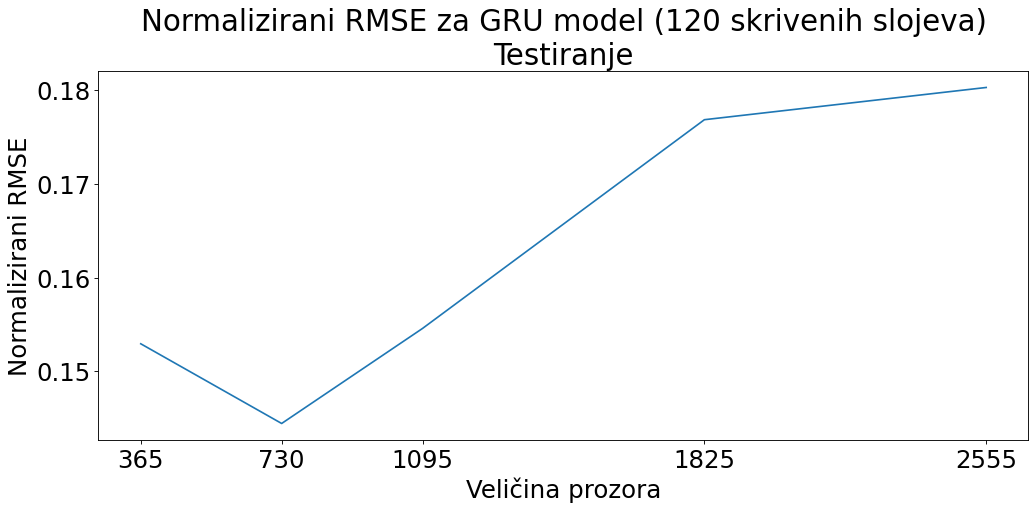 Normalizirani RMSE za GRU model (120 skrivenih slojeva)
Testiranje
Normalizirani RMSE
0.18
0.17
0.16
0.15
365 730 1095 1825 2555
Veličina prozora